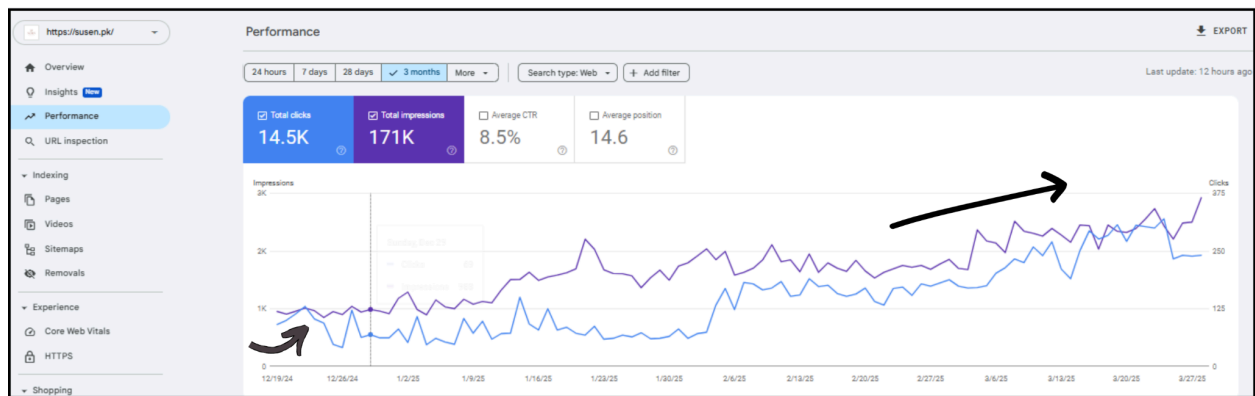 https://susen.pk/
Performance
EXPORT
24 hours 7 days 28 days 3 months More Search type: Web + Add filter
Last update: 12 hours ago
Overview
Insights New
Performance
URL inspection
Indexing
Pages
Videos
Sitemaps
Removals
Experience
Core Web Vitals
HTTPS
Shopping
Total clicks
14.5K
Total impressions
171K
Average CTR
8.5%
Average position
14.6
Impressions
Clicks
3K
375
2K
250
1K
125
0
0
12/19/24 12/26/24 1/2/25 1/9/25 1/16/25 1/23/25 1/30/25 2/6/25 2/13/25 2/20/25 2/27/25 3/6/25 3/13/25 3/20/25 3/27/25